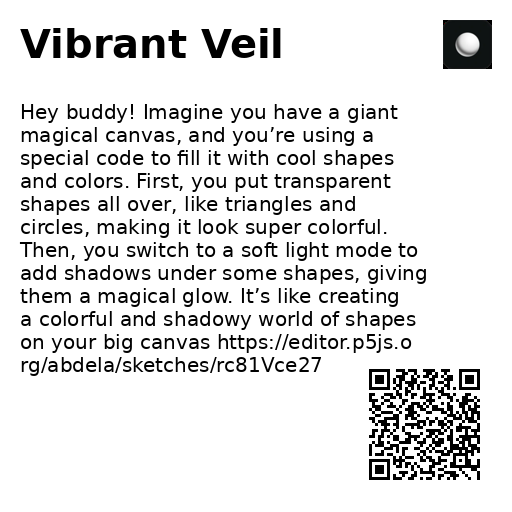 Vibrant Veil
Hey buddy! Imagine you have a giant
magical canvas, and you’re using a
special code to fill it with cool shapes
and colors. First, you put transparent
shapes all over, like triangles and
circles, making it look super colorful.
Then, you switch to a soft light mode to
add shadows under some shapes, giving
them a magical glow. It’s like creating
a colorful and shadowy world of shapes
on your big canvas https://editor.p5js.o
rg/abdela/sketches/rc81Vce27